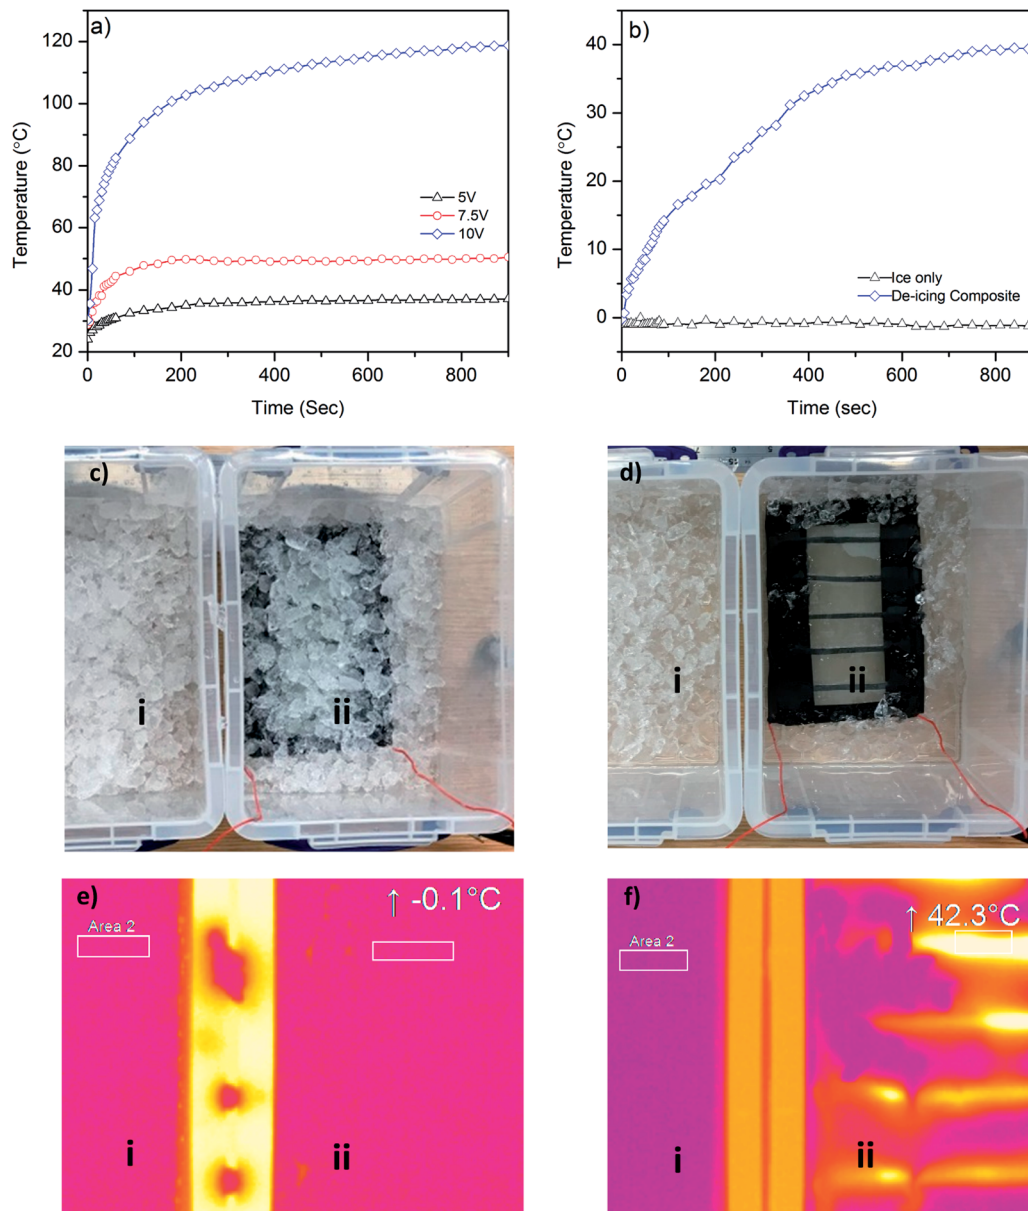 a)
Temperature (°C)
120
100
80
60
40
20
5V
7.5V
10V
0
200
400
600
800
Time (Sec)
b)
Temperature (°C)
40
30
20
10
0
Ice only
De-icing Composite
0
200
400
600
800
Time (sec)
c)
i
ii
d)
i
ii
e)
↑ -0.1°C
Area 2
i
ii
f)
↑ 42.3°C
Area 2
i
ii